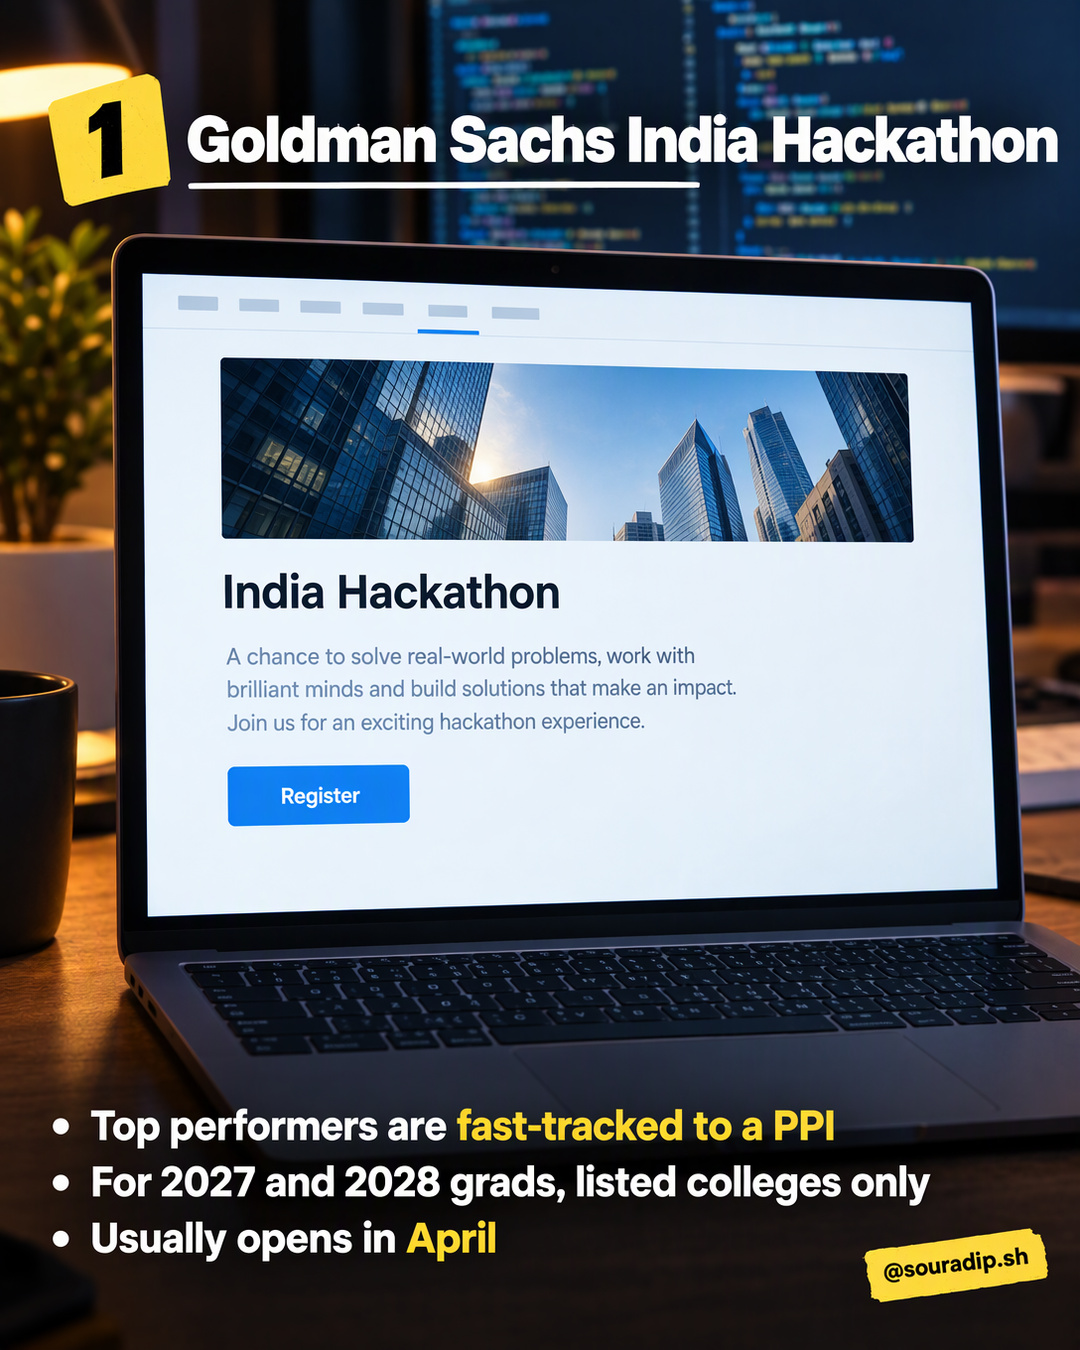 1
Goldman Sachs India Hackathon
India Hackathon
A chance to solve real-world problems, work with
brilliant minds and build solutions that make an impact.
Join us for an exciting hackathon experience.
Register
• Top performers are fast-tracked to a PPI
• For 2027 and 2028 grads, listed colleges only
• Usually opens in April
@souradip.sh